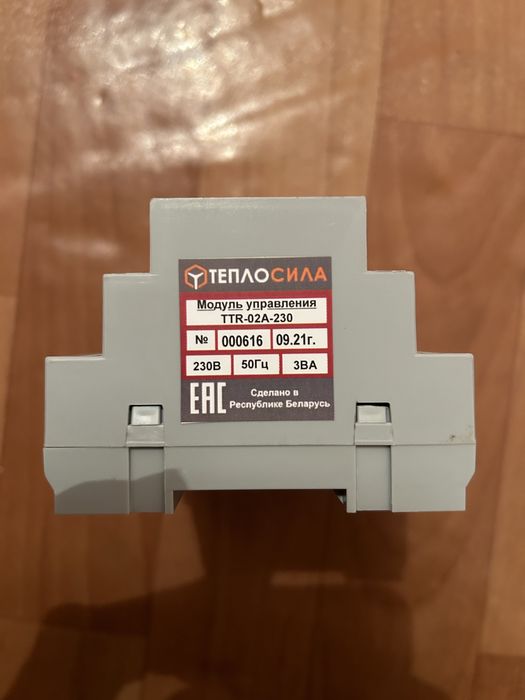 ТЕПЛОСИЛА
Модуль управления
TTR-02A-230
№ 000616 09.21г.
230В 50Гц 3ВА
EAC Сделано в
Республике Беларусь